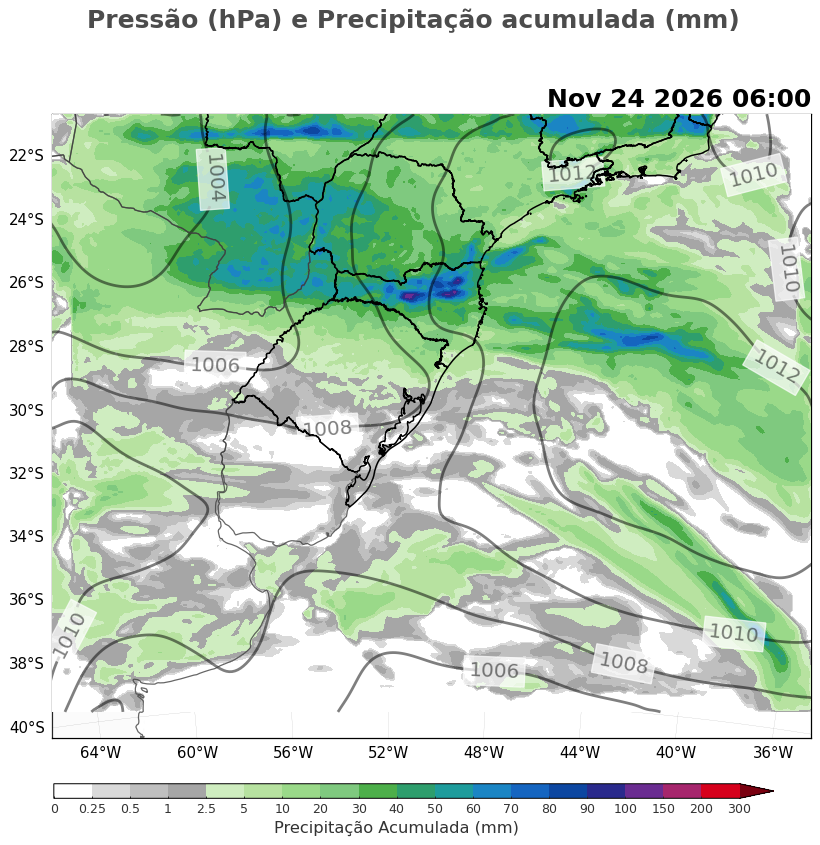 Pressão (hPa) e Precipitação acumulada (mm)
Nov 24 2026 06:00
22°S
24°S
26°S
28°S
30°S
32°S
34°S
36°S
38°S
40°S
1004
1012
1010
1010
1012
1006
1008
1010
1010
1008
1006
64°W 60°W 56°W 52°W 48°W 44°W 40°W 36°W
0 0.25 0.5 1 2.5 5 10 20 30 40 50 60 70 80 90 100 150 200 300
Precipitação Acumulada (mm)